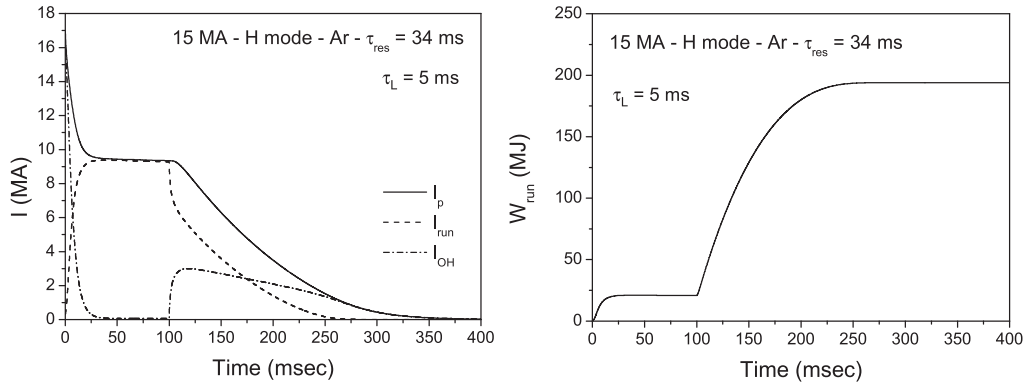 18
16
14
12
10
8
6
4
2
0
I (MA)
15 MA - H mode - Ar - τres = 34 ms
τL = 5 ms
Ip
Irun
IOH
0 50 100 150 200 250 300 350 400
Time (msec)
250
200
150
100
50
0
Wrun (MJ)
15 MA - H mode - Ar - τres = 34 ms
τL = 5 ms
0 50 100 150 200 250 300 350 400
Time (msec)